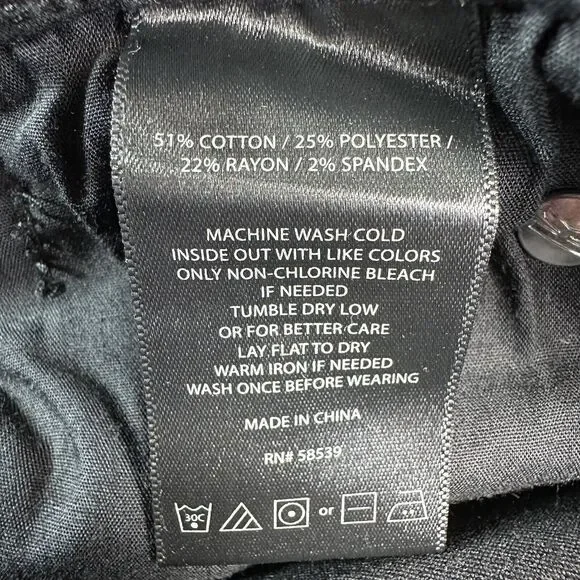 51% COTTON / 25% POLYESTER /
22% RAYON / 2% SPANDEX
MACHINE WASH COLD
INSIDE OUT WITH LIKE COLORS
ONLY NON-CHLORINE BLEACH
IF NEEDED
TUMBLE DRY LOW
OR FOR BETTER CARE
LAY FLAT TO DRY
WARM IRON IF NEEDED
WASH ONCE BEFORE WEARING
MADE IN CHINA
RN# 58539
30C or